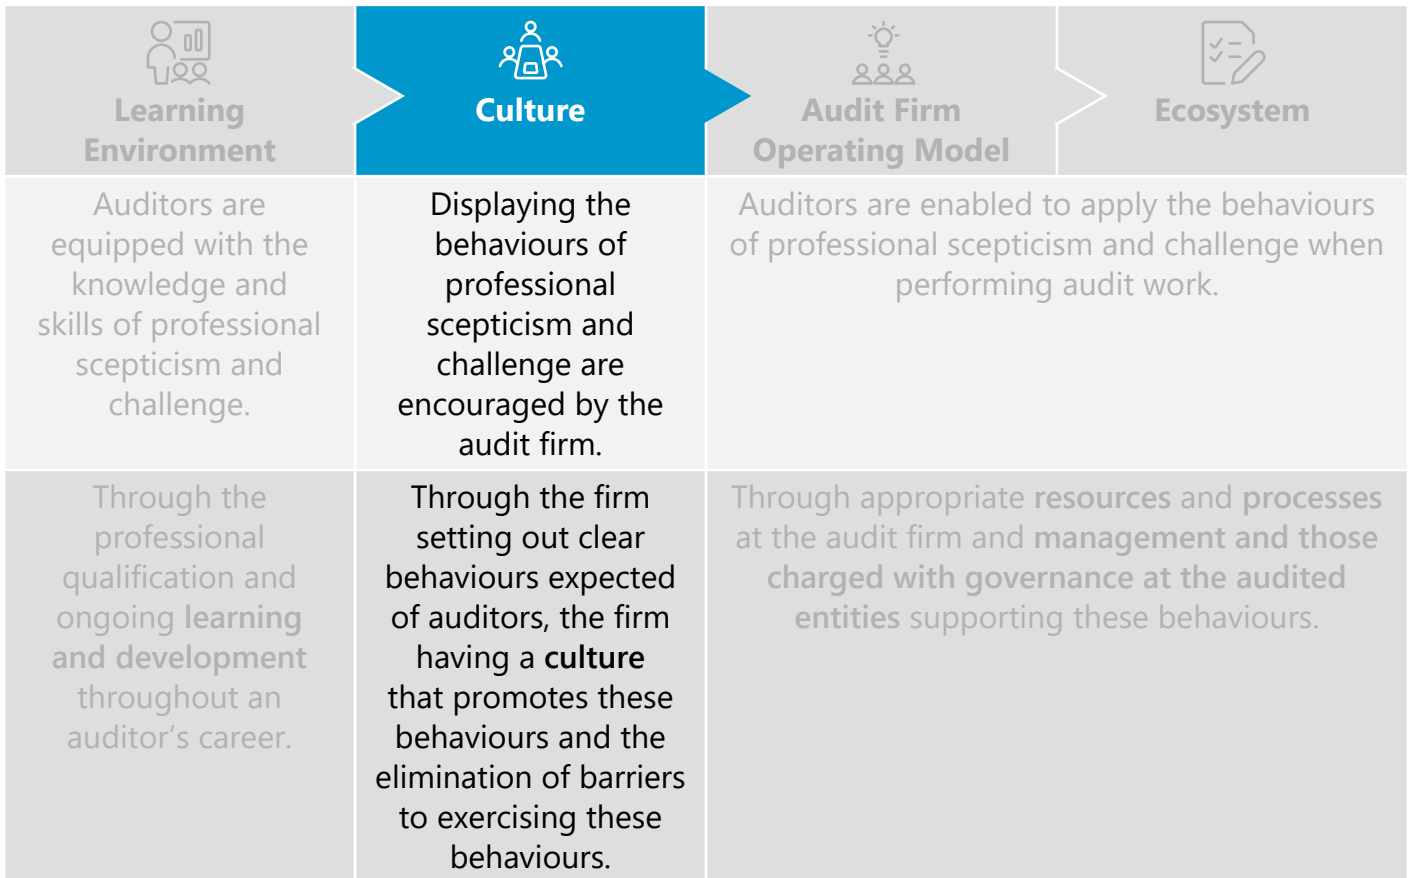 Learning
Environment
Culture
Audit Firm
Operating Model
Ecosystem
Auditors are
equipped with the
knowledge and
skills of professional
scepticism and
challenge.
Displaying the
behaviours of
professional
scepticism and
challenge are
encouraged by the
audit firm.
Auditors are enabled to apply the behaviours
of professional scepticism and challenge when
performing audit work.
Through the
professional
qualification and
ongoing learning
and development
throughout an
auditor’s career.
Through the firm
setting out clear
behaviours expected
of auditors, the firm
having a culture
that promotes these
behaviours and the
elimination of barriers
to exercising these
behaviours.
Through appropriate resources and processes
at the audit firm and management and those
charged with governance at the audited
entities supporting these behaviours.